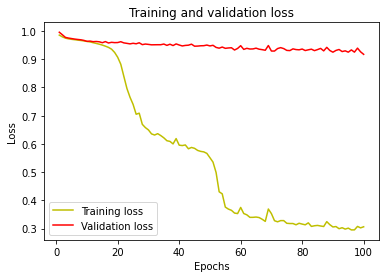 Training and validation loss
1.0
0.9
0.8
0.7
0.6
0.5
0.4
0.3
Loss
Training loss
Validation loss
0
20
40
60
80
100
Epochs